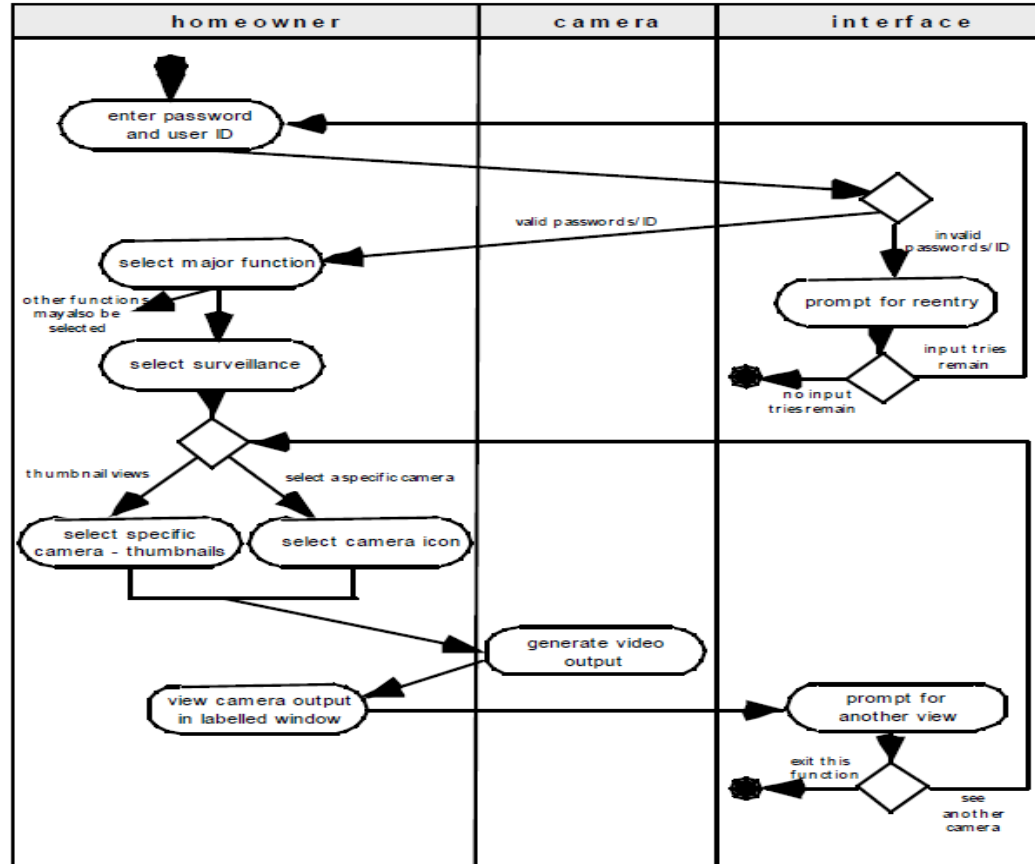 homeowner
camera
interface
enter password
and user ID
valid passwords/ID
invalid
passwords/ID
select major function
prompt for reentry
other functions
may also be
selected
select surveillance
input tries
remain
no input
tries remain
thumbnail views
select a specific camera
select specific
camera - thumbnails
select camera icon
generate video
output
view camera output
in labelled window
prompt for
another view
exit this
function
see
another
camera